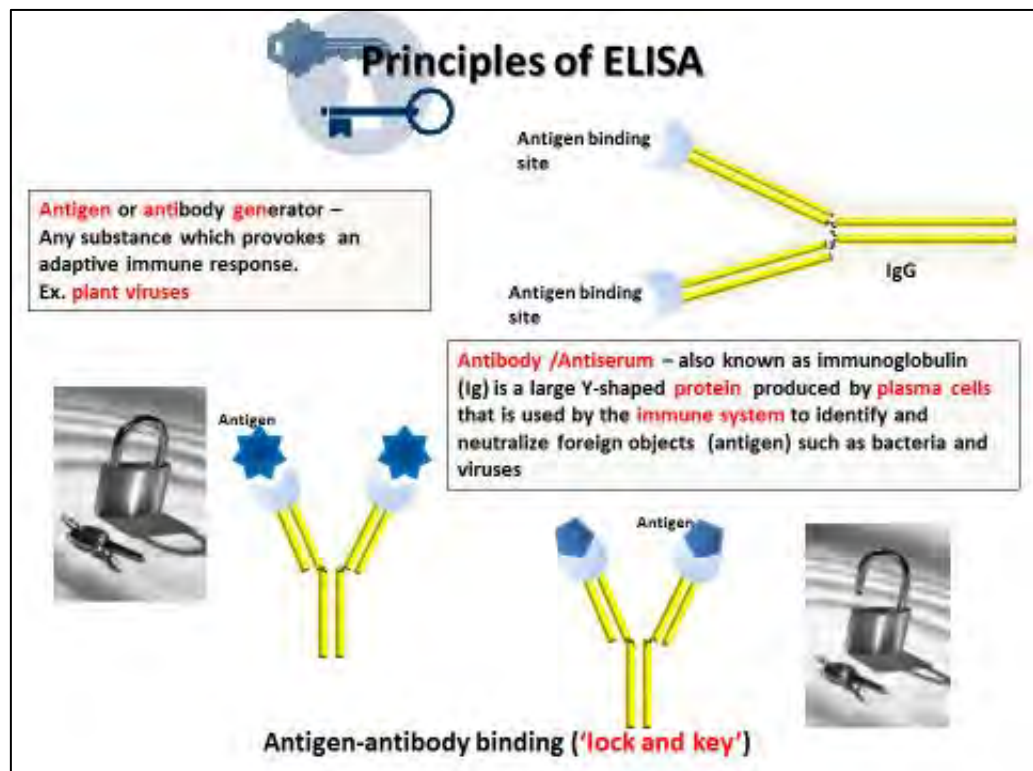 Principles of ELISA
Antigen binding
site
Antigen or antibody generator –
Any substance which provokes an
adaptive immune response.
Ex. plant viruses
IgG
Antigen binding
site
Antibody /Antiserum – also known as immunoglobulin
(Ig) is a large Y-shaped protein produced by plasma cells
that is used by the immune system to identify and
neutralize foreign objects (antigen) such as bacteria and
viruses
Antigen
Antigen
Antigen-antibody binding (‘lock and key’)